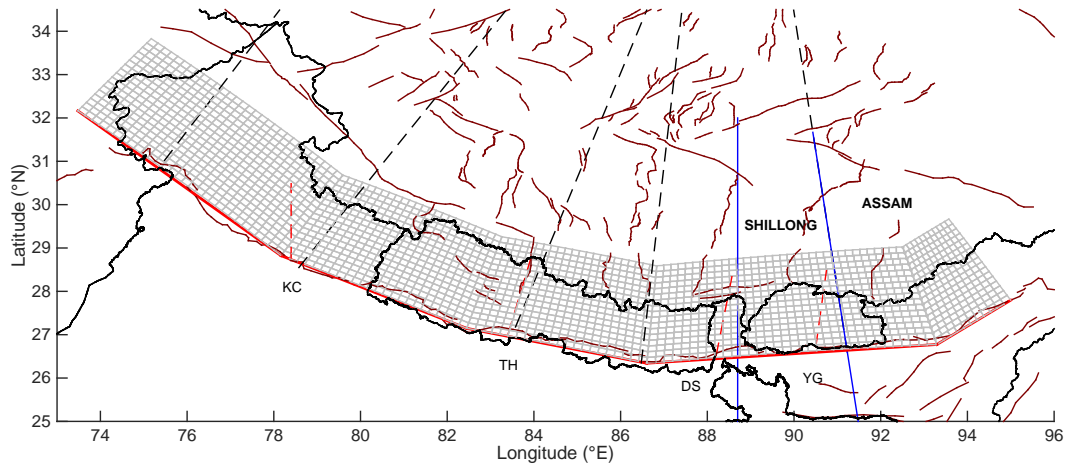 34
33
32
31
30
29
28
27
26
25
Latitude (°N)
ASSAM
SHILLONG
KC
TH
DS
YG
74 76 78 80 82 84 86 88 90 92 94 96
Longitude (°E)